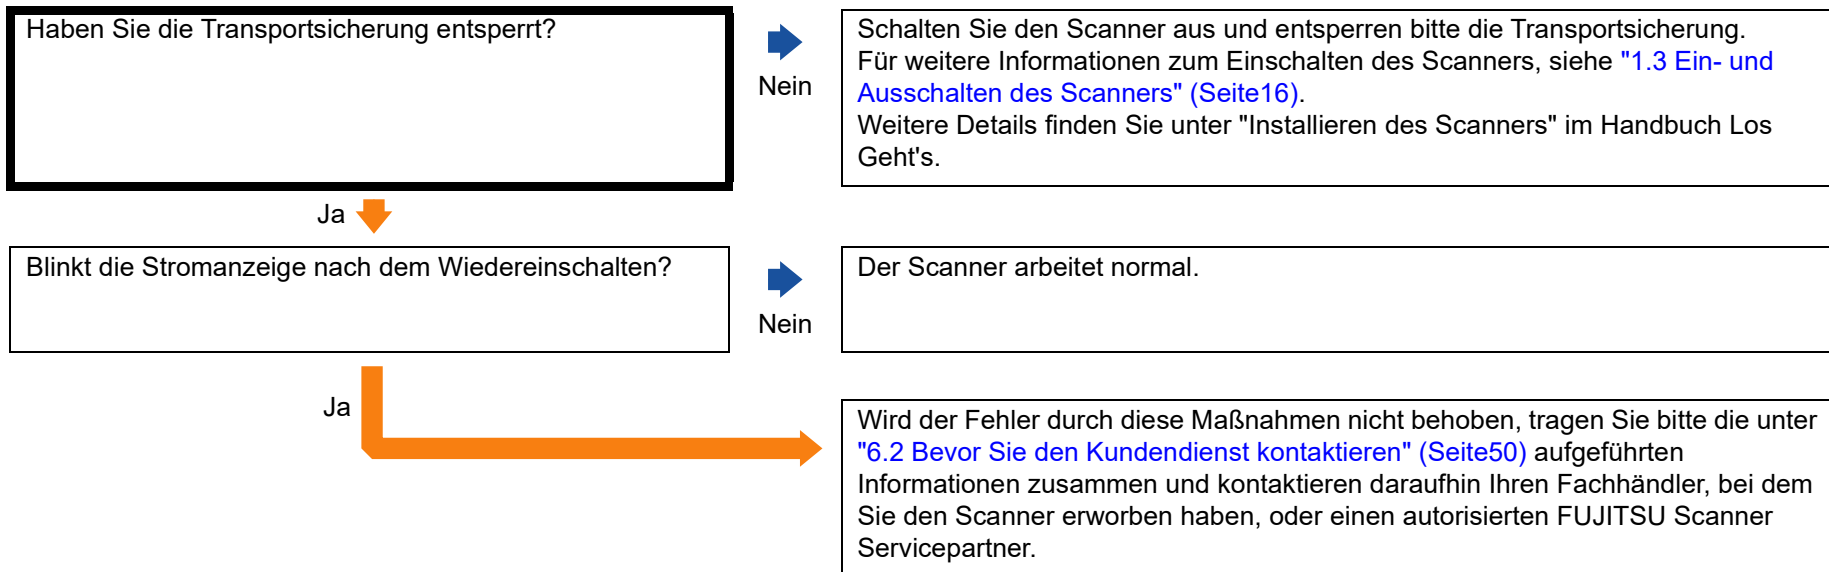 Haben Sie die Transportsicherung entsperrt?
Nein
Schalten Sie den Scanner aus und entsperren bitte die Transportsicherung.
Für weitere Informationen zum Einschalten des Scanners, siehe "1.3 Ein- und
Ausschalten des Scanners" (Seite16).
Weitere Details finden Sie unter "Installieren des Scanners" im Handbuch Los
Geht's.
Ja
Blinkt die Stromanzeige nach dem Wiedereinschalten?
Nein
Der Scanner arbeitet normal.
Ja
Wird der Fehler durch diese Maßnahmen nicht behoben, tragen Sie bitte die unter
"6.2 Bevor Sie den Kundendienst kontaktieren" (Seite50) aufgeführten
Informationen zusammen und kontaktieren daraufhin Ihren Fachhändler, bei dem
Sie den Scanner erworben haben, oder einen autorisierten FUJITSU Scanner
Servicepartner.